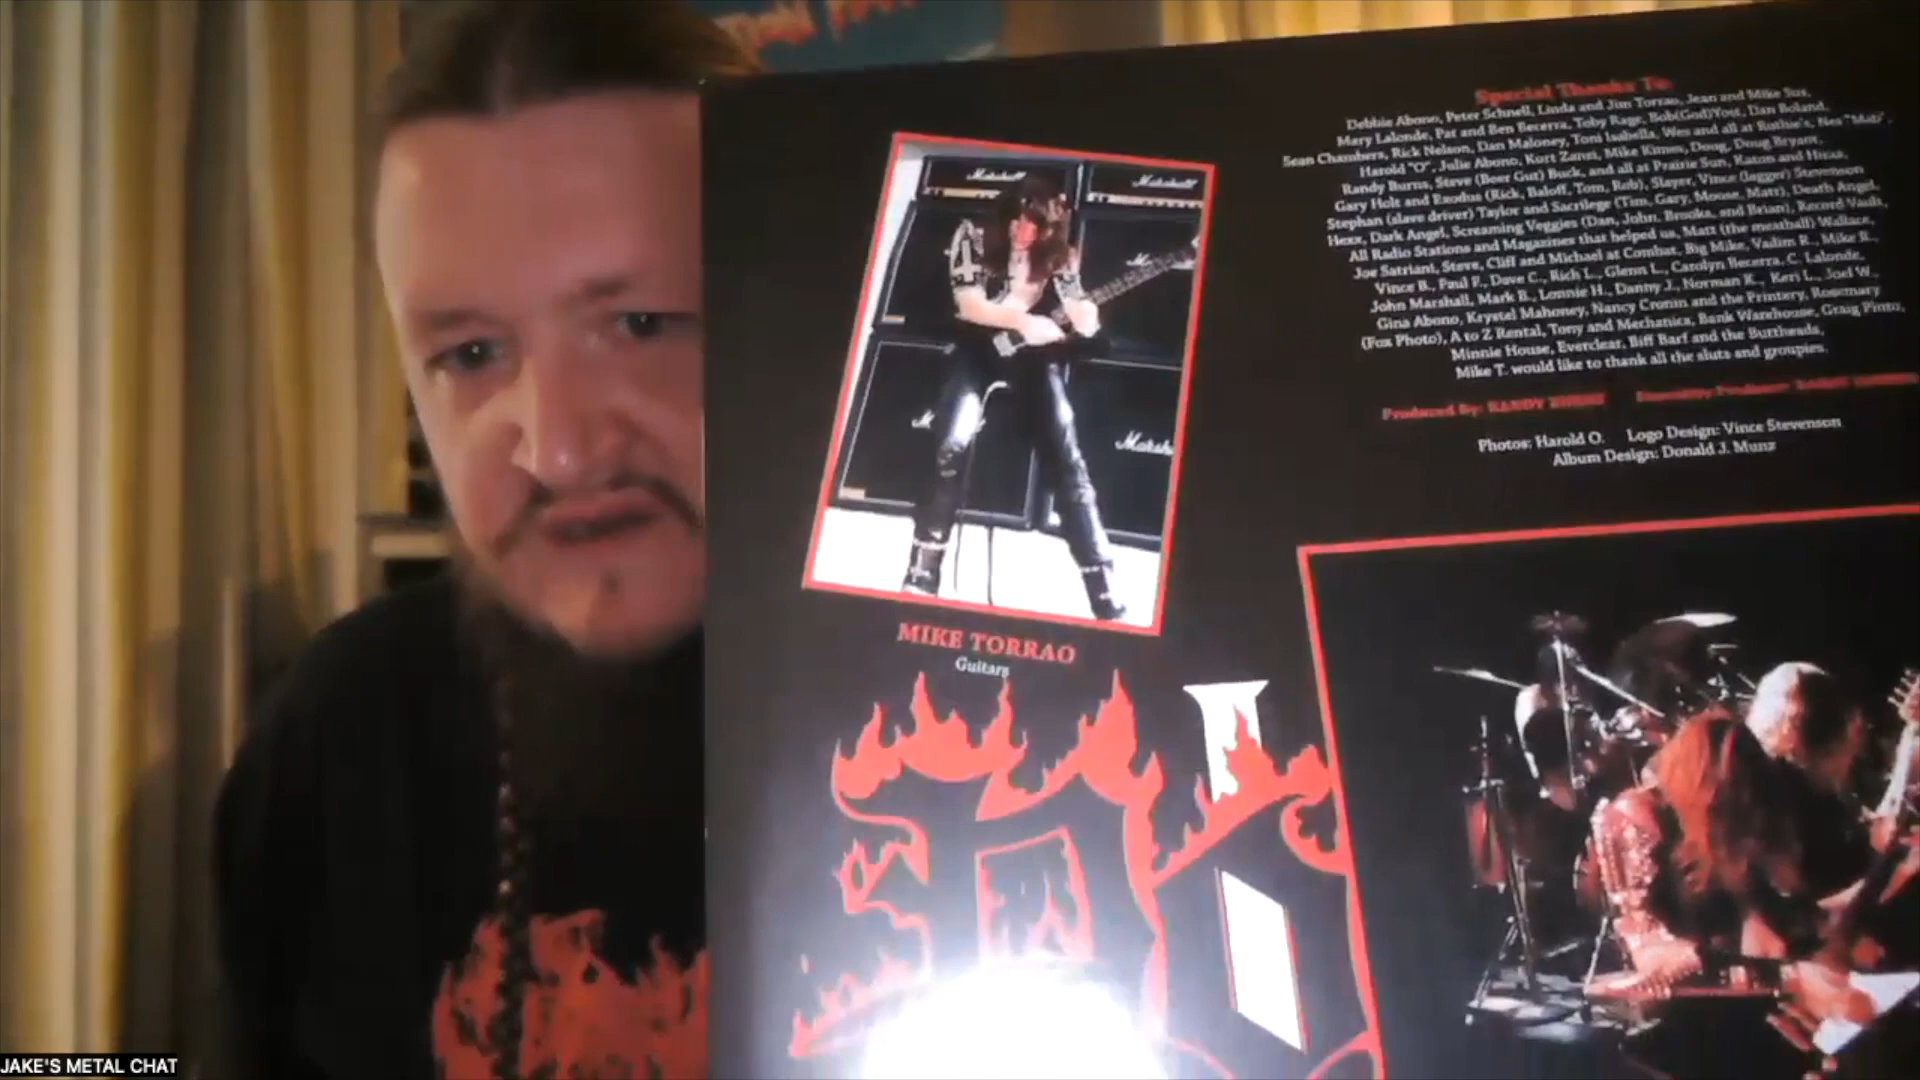 Special Thanks To:
Debbie Abono, Peter Schnell, Linda and Jim Torrao, Jean and Mike Sus,
Mary Lalonde, Pat and Ben Becerra, Toby Rage, Bob(God)Yost, Dan Boland,
Sean Chambers, Rick Nelson, Dan Maloney, Toni Isabella, Wes and all at Ruthie's, Nea
Harold "O", Julie Abono, Kurt Zanzi, Mike Kimes, Doug, Doug Bryant,
Randy Burns, Steve (Beer Gut) Buck, and all at Prairie Sun, Katon and Hirax,
Gary Holt and Exodus (Rick, Baloff, Tom, Rob), Slayer, Vince (Jagger) Stevenson
Stephan (slave driver) Taylor and Sacrilege (Tim, Gary, Moose, Matt), Death Angel,
Hexx, Dark Angel, Screaming Veggies (Dan, John, Brooks, and Brian), Record Vault,
All Radio Stations and Magazines that helped us, Matt (the meatball) Wallace,
Joe Satriani, Steve, Cliff and Michael at Combat, Big Mike, Vadim R., Mike R.,
Vince B., Paul P., Dave C., Rich L., Glenn L., Carolyn Becerra, C. Lalonde,
John Marshall, Mark B., Lonnie H., Danny J., Norman K., Keri L., Joel W.,
Gina Abono, Krystel Mahoney, Nancy Cronin and the Printery, Rosemary
(Fox Photo), A to Z Rental, Tony and Mechanics, Bank Warehouse, Graig Pintu,
Minnie House, Everclear, Biff Barf and the Buttheads,
Mike T. would like to thank all the sluts and groupies.
Produced By: RANDY BURNS
Photos: Harold O. Logo Design: Vince Stevenson
Album Design: Donald J. Munz
Marshall
Marshall
MIKE TORRAO
Guitars
JAKE'S METAL CHAT